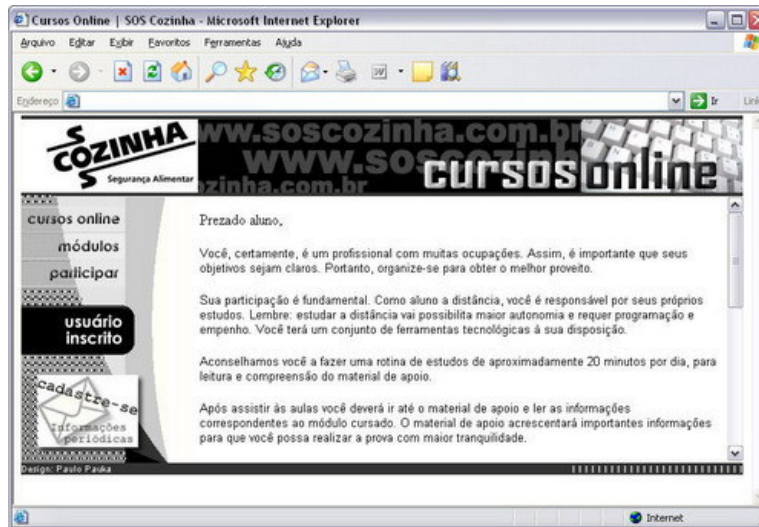 Cursos Online | SOS Cozinha - Microsoft Internet Explorer
Arquivo Editar Exibir Favoritos Ferramentas Ajuda
Endereço Ir Link
SOS COZINHA
Segurança Alimentar
www.soscozinha.com.br
www.sos
ozinha.com.br
cursos online
cursos online
módulos
participar
usuário
inscrito
cadastre-se
Informações
periódicas
Prezado aluno,
Você, certamente, é um profissional com muitas ocupações. Assim, é importante que seus
objetivos sejam claros. Portanto, organize-se para obter o melhor proveito.
Sua participação é fundamental. Como aluno a distância, você é responsável por seus próprios
estudos. Lembre: estudar a distância vai possibilita maior autonomia e requer programação e
empenho. Você terá um conjunto de ferramentas tecnológicas á sua disposição.
Aconselhamos você a fazer uma rotina de estudos de aproximadamente 20 minutos por dia, para
leitura e compreensão do material de apoio.
Após assistir às aulas você deverá ir até o material de apoio e ler as informações
correspondentes ao módulo cursado. O material de apoio acrescentará importantes informações
para que você possa realizar a prova com maior tranquilidade.
Design: Paulo Pauka
Internet